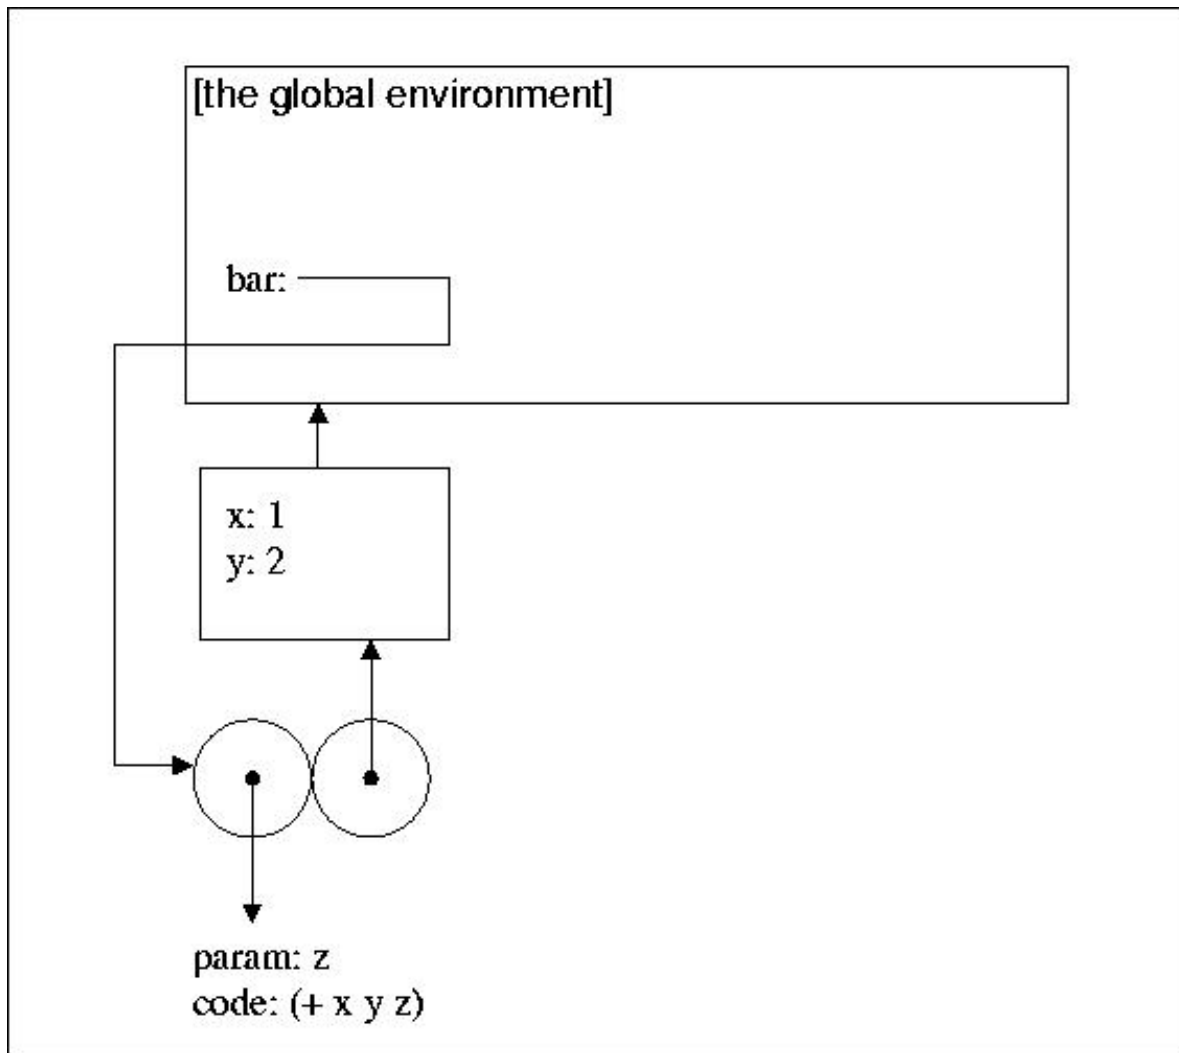 [the global environment]
bar:
x: 1
y: 2
param: z
code: (+ x y z)